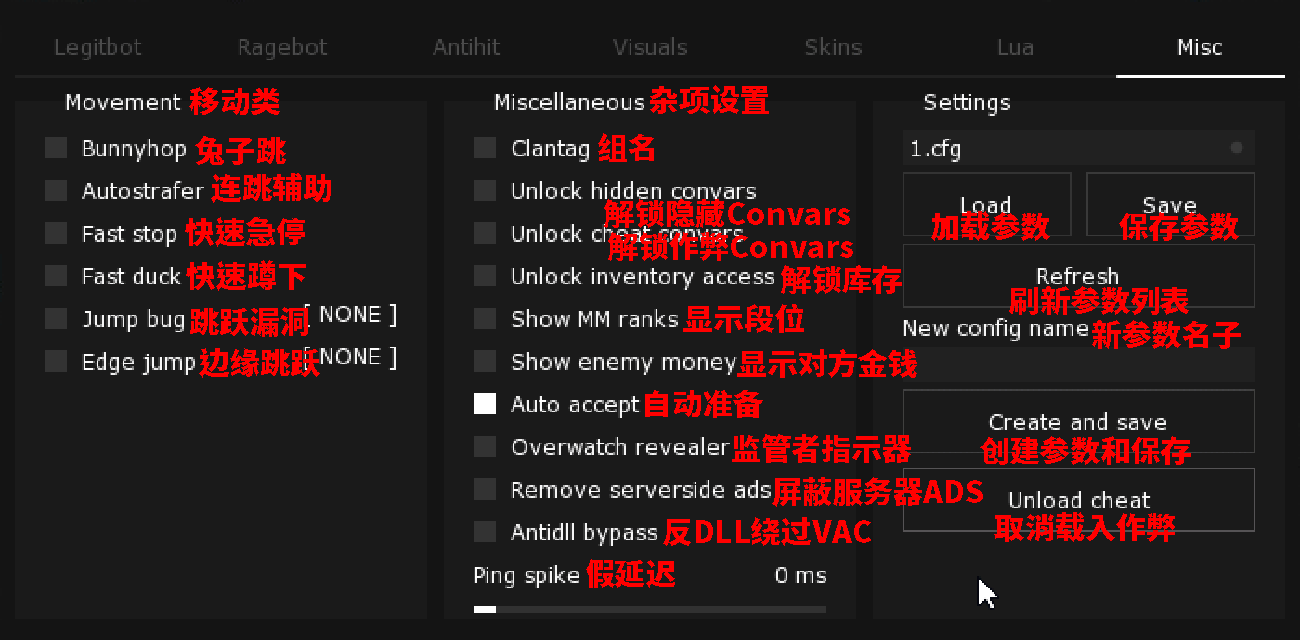 Legitbot Ragebot Antihit Visuals Skins Lua Misc
Movement 移动类
Bunnyhop 兔子跳
Autostrafer 连跳辅助
Fast stop 快速急停
Fast duck 快速蹲下
Jump bug 跳跃漏洞 [ NONE ]
Edge jump 边缘跳跃 [ NONE ]
Miscellaneous 杂项设置
Clantag 组名
Unlock hidden convars
解锁隐藏Convars
Unlock cheat convars
解锁作弊Convars
Unlock inventory access 解锁库存
Show MM ranks 显示段位
Show enemy money 显示对方金钱
Auto accept 自动准备
Overwatch revealer 监管者指示器
Remove serverside ads 屏蔽服务器ADS
Antidll bypass 反DLL绕过VAC
Ping spike 假延迟 0 ms
Settings
1.cfg
Load Save
加载参数 保存参数
Refresh
刷新参数列表
New config name 新参数名子
Create and save
创建参数和保存
Unload cheat
取消载入作弊